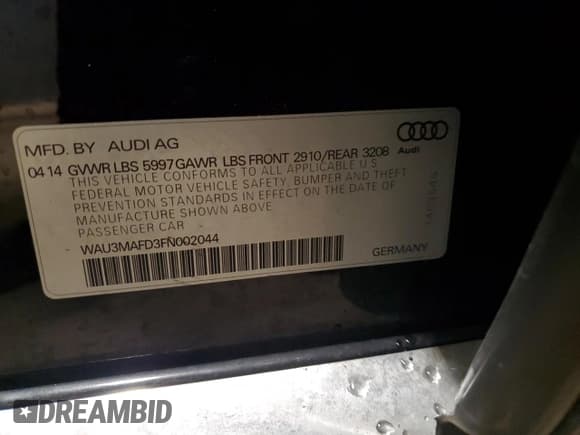 MFD. BY AUDI AG
Audi
04 14 GVWR LBS 5997 GAWR LBS FRONT 2910/REAR 3208
THIS VEHICLE CONFORMS TO ALL APPLICABLE U.S.
FEDERAL MOTOR VEHICLE SAFETY, BUMPER AND THEFT
PREVENTION STANDARDS IN EFFECT ON THE DATE OF
MANUFACTURE SHOWN ABOVE
PASSENGER CAR
WAU3MAFD3FN002044
GERMANY
DREAMBID